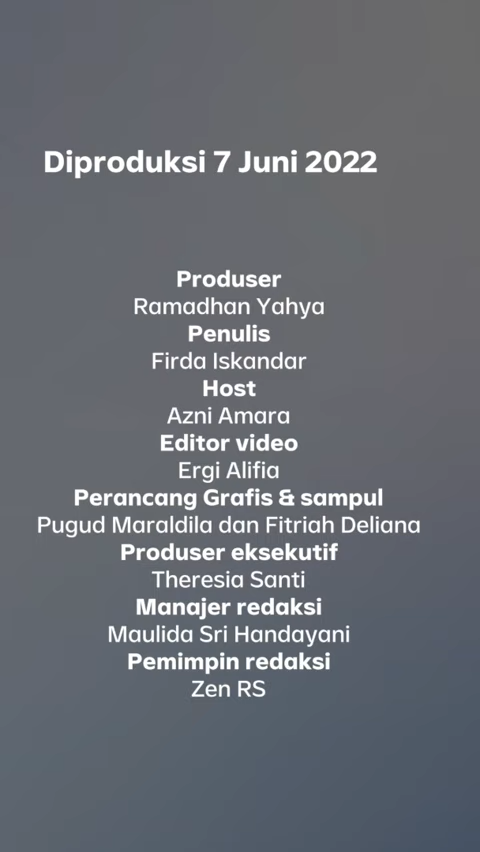 Diproduksi 7 Juni 2022
Produser
Ramadhan Yahya
Penulis
Firda Iskandar
Host
Azni Amara
Editor video
Ergi Alifia
Perancang Grafis & sampul
Pugud Maraldila dan Fitriah Deliana
Produser eksekutif
Theresia Santi
Manajer redaksi
Maulida Sri Handayani
Pemimpin redaksi
Zen RS